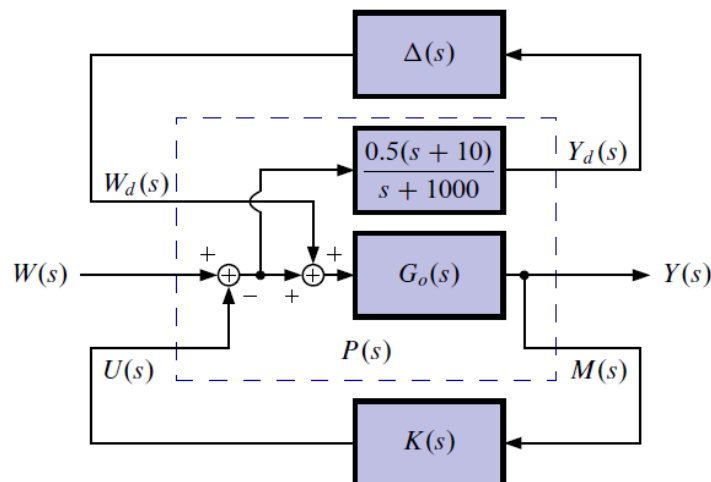 Δ(s)
0.5(s + 10)
s + 1000
Y_d(s)
W_d(s)
+ +
W(s) + + G_o(s) Y(s)
− +
P(s)
U(s) M(s)
K(s)